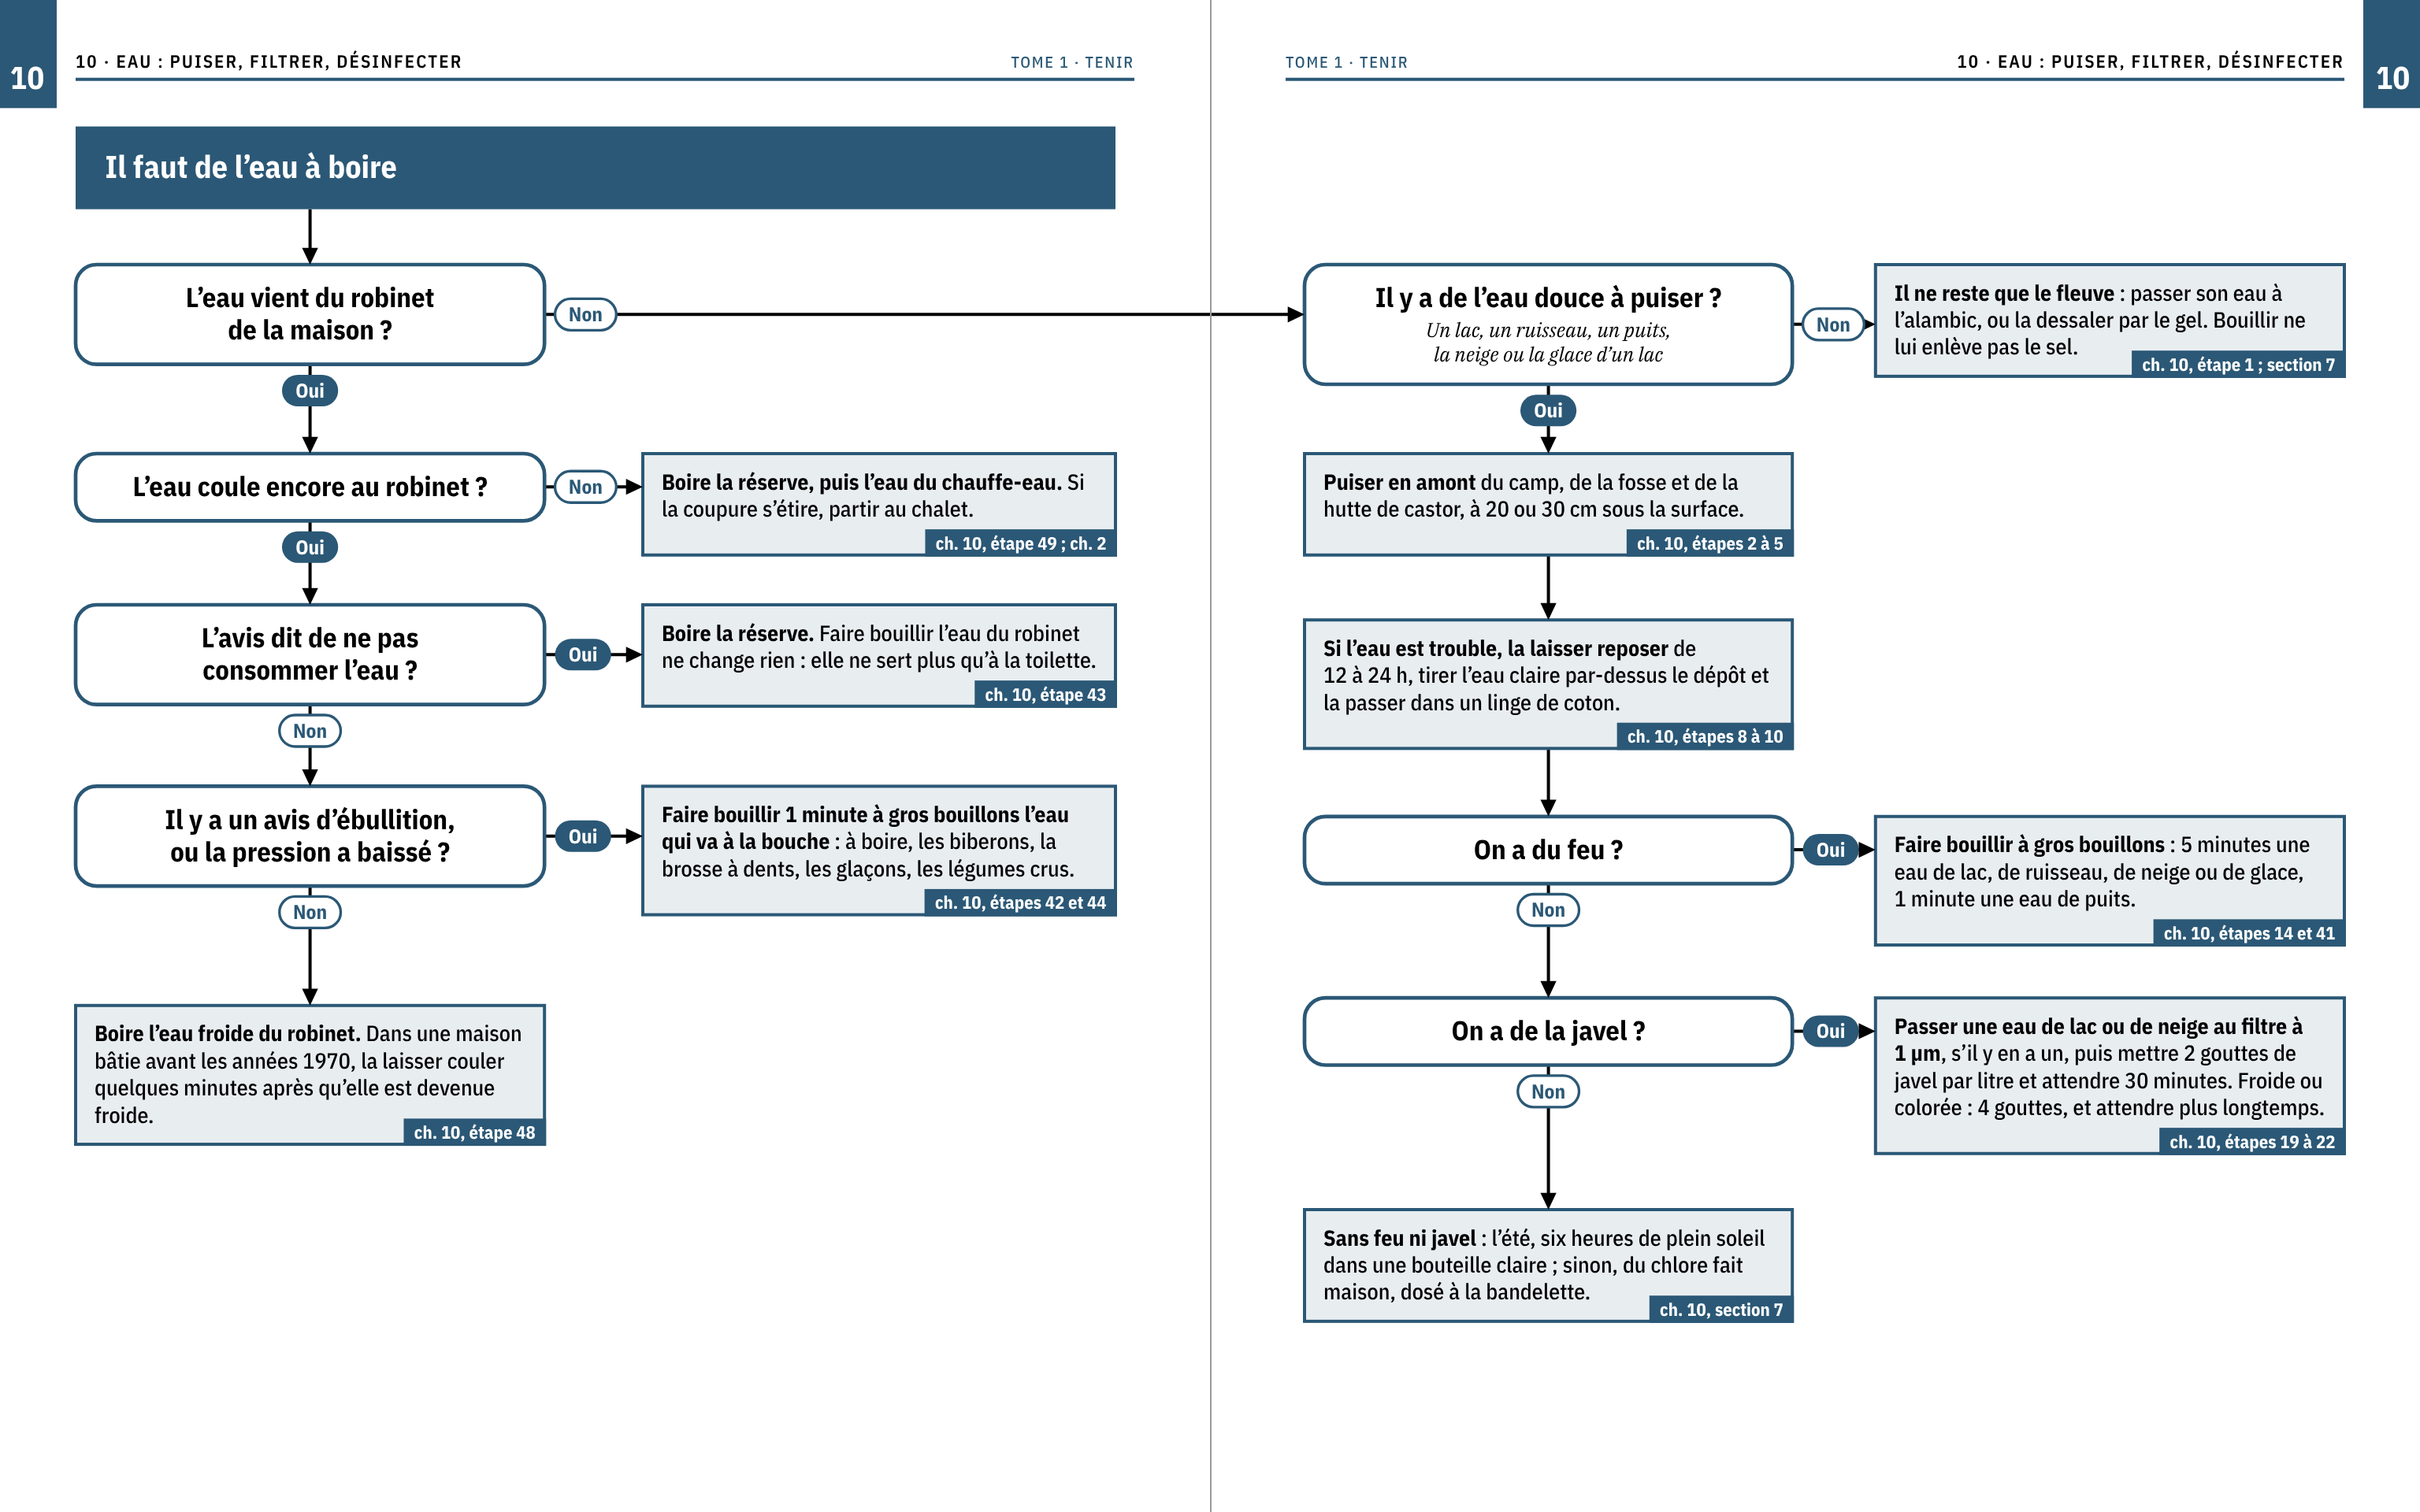 10
10 · EAU : PUISER, FILTRER, DÉSINFECTER
TOME 1 · TENIR
Il faut de l’eau à boire
L’eau vient du robinet
de la maison ?
Non
Oui
L’eau coule encore au robinet ?
Non
Boire la réserve, puis l’eau du chauffe-eau. Si
la coupure s’étire, partir au chalet.
ch. 10, étape 49 ; ch. 2
Oui
L’avis dit de ne pas
consommer l’eau ?
Oui
Boire la réserve. Faire bouillir l’eau du robinet
ne change rien : elle ne sert plus qu’à la toilette.
ch. 10, étape 43
Non
Il y a un avis d’ébullition,
ou la pression a baissé ?
Oui
Faire bouillir 1 minute à gros bouillons l’eau
qui va à la bouche : à boire, les biberons, la
brosse à dents, les glaçons, les légumes crus.
ch. 10, étapes 42 et 44
Non
Boire l’eau froide du robinet. Dans une maison
bâtie avant les années 1970, la laisser couler
quelques minutes après qu’elle est devenue
froide.
ch. 10, étape 48
TOME 1 · TENIR
10 · EAU : PUISER, FILTRER, DÉSINFECTER
10
Il y a de l’eau douce à puiser ?
Un lac, un ruisseau, un puits,
la neige ou la glace d’un lac
Non
Il ne reste que le fleuve : passer son eau à
l’alambic, ou la dessaler par le gel. Bouillir ne
lui enlève pas le sel.
ch. 10, étape 1 ; section 7
Oui
Puiser en amont du camp, de la fosse et de la
hutte de castor, à 20 ou 30 cm sous la surface.
ch. 10, étapes 2 à 5
Si l’eau est trouble, la laisser reposer de
12 à 24 h, tirer l’eau claire par-dessus le dépôt et
la passer dans un linge de coton.
ch. 10, étapes 8 à 10
On a du feu ?
Oui
Faire bouillir à gros bouillons : 5 minutes une
eau de lac, de ruisseau, de neige ou de glace,
1 minute une eau de puits.
ch. 10, étapes 14 et 41
Non
On a de la javel ?
Oui
Passer une eau de lac ou de neige au filtre à
1 µm, s’il y en a un, puis mettre 2 gouttes de
javel par litre et attendre 30 minutes. Froide ou
colorée : 4 gouttes, et attendre plus longtemps.
ch. 10, étapes 19 à 22
Non
Sans feu ni javel : l’été, six heures de plein soleil
dans une bouteille claire ; sinon, du chlore fait
maison, dosé à la bandelette.
ch. 10, section 7